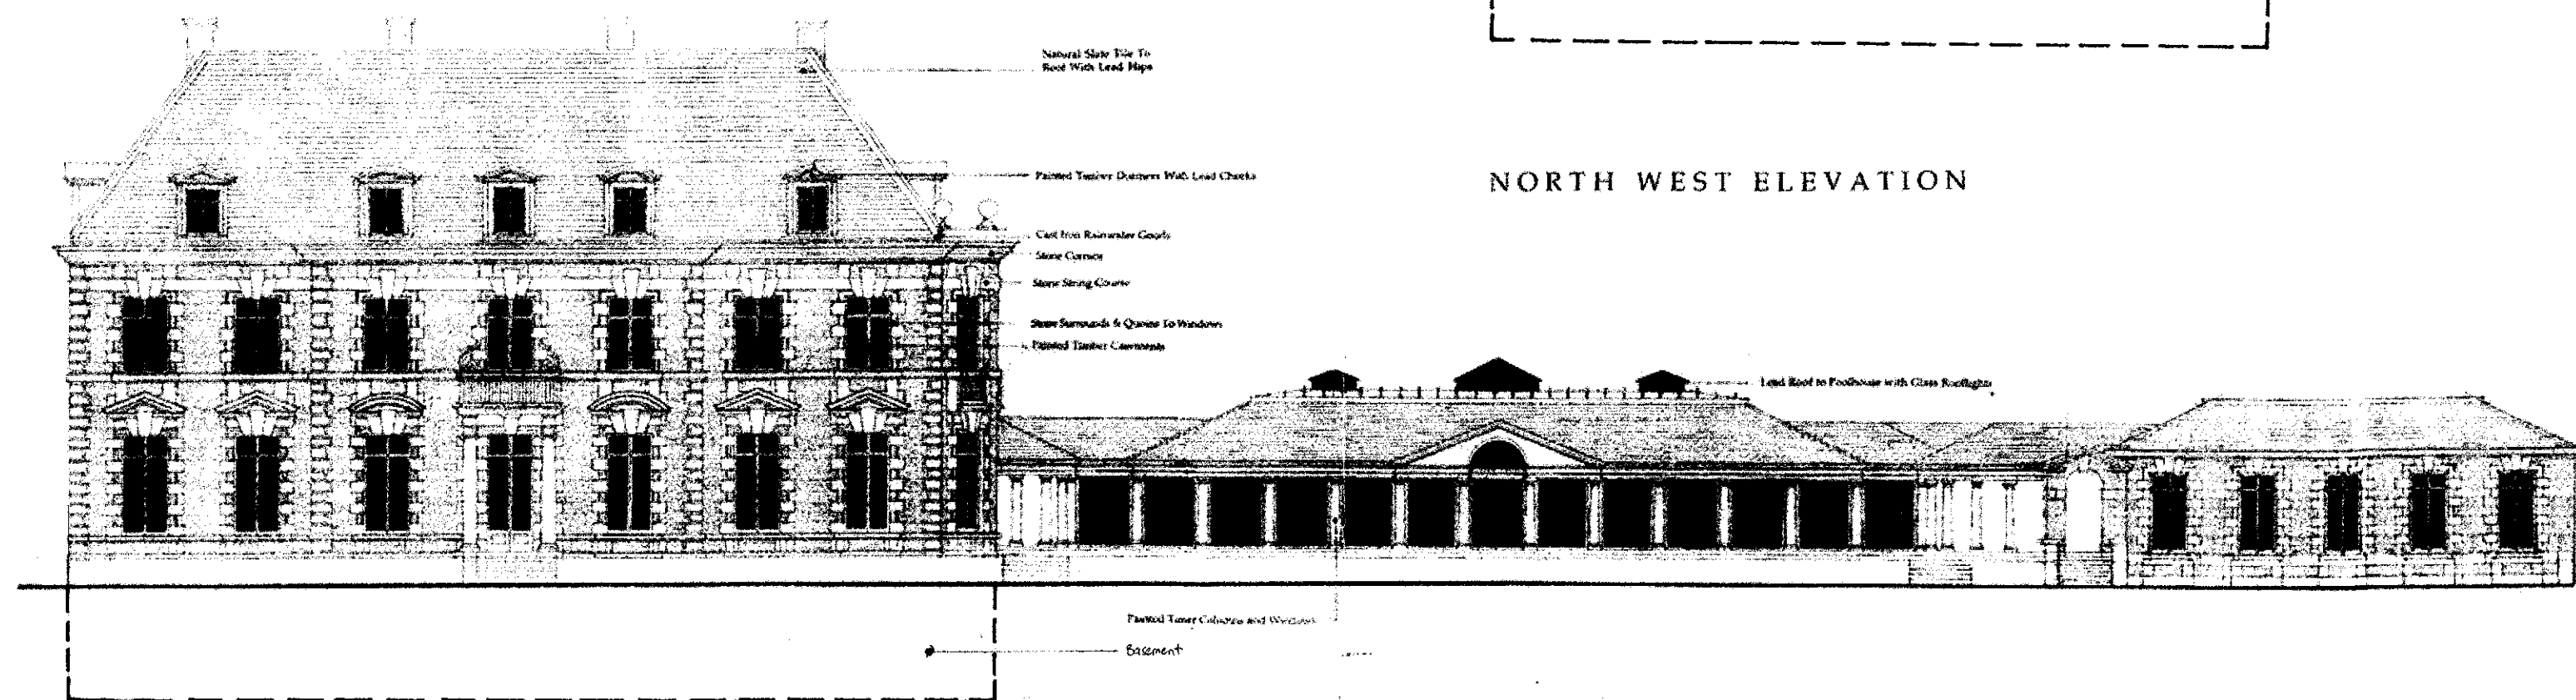 Natural Slate Tile To
Roof With Lead Hips
Painted Timber Dormers With Lead Cheeks
NORTH WEST ELEVATION
Cast Iron Rainwater Goods
Stone Cornice
Stone String Course
Stone Surrounds & Quoins To Windows
Painted Timber Casements
Lead Roof to Poolhouse with Glass Rooflights
Painted Timer Columns and Windows
Basement